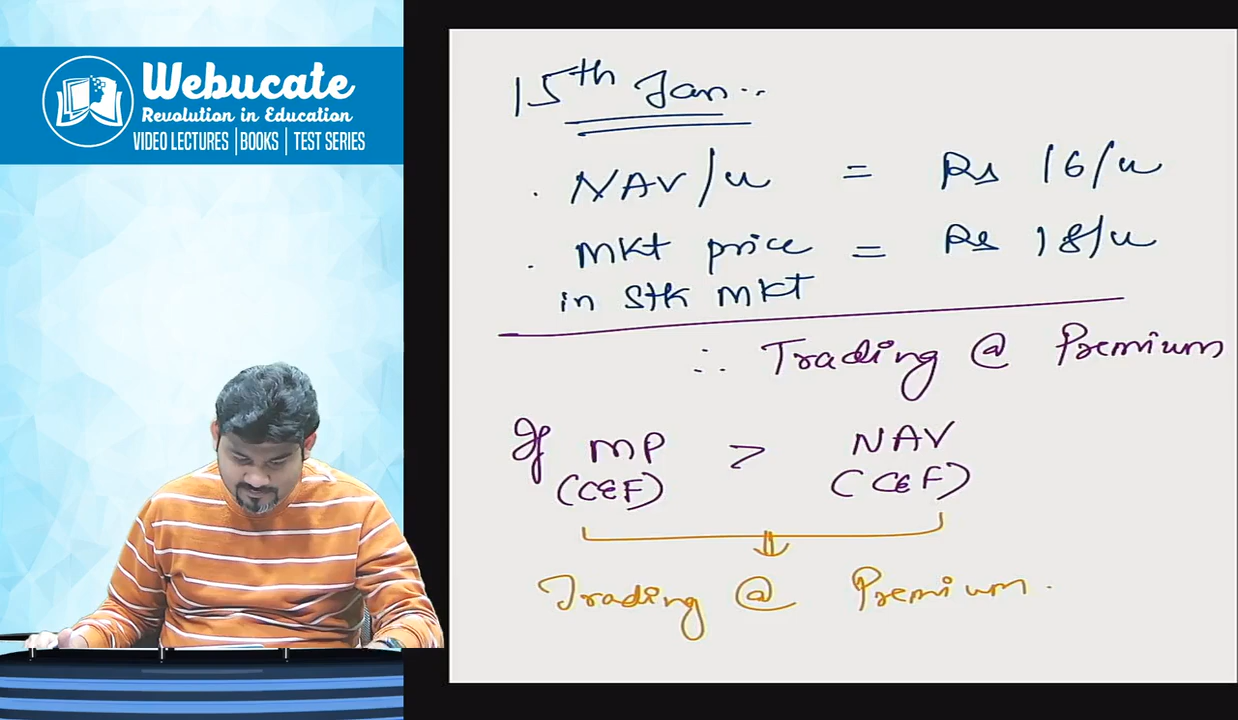 Webucate
Revolution in Education
VIDEO LECTURES | BOOKS | TEST SERIES
15th Jan..
. NAV/u = Rs 16/u
. Mkt price = Rs 18/u
in Stk mkt
∴ Trading @ Premium
If MP > NAV
(CEF) (CEF)
⇓
Trading @ Premium.